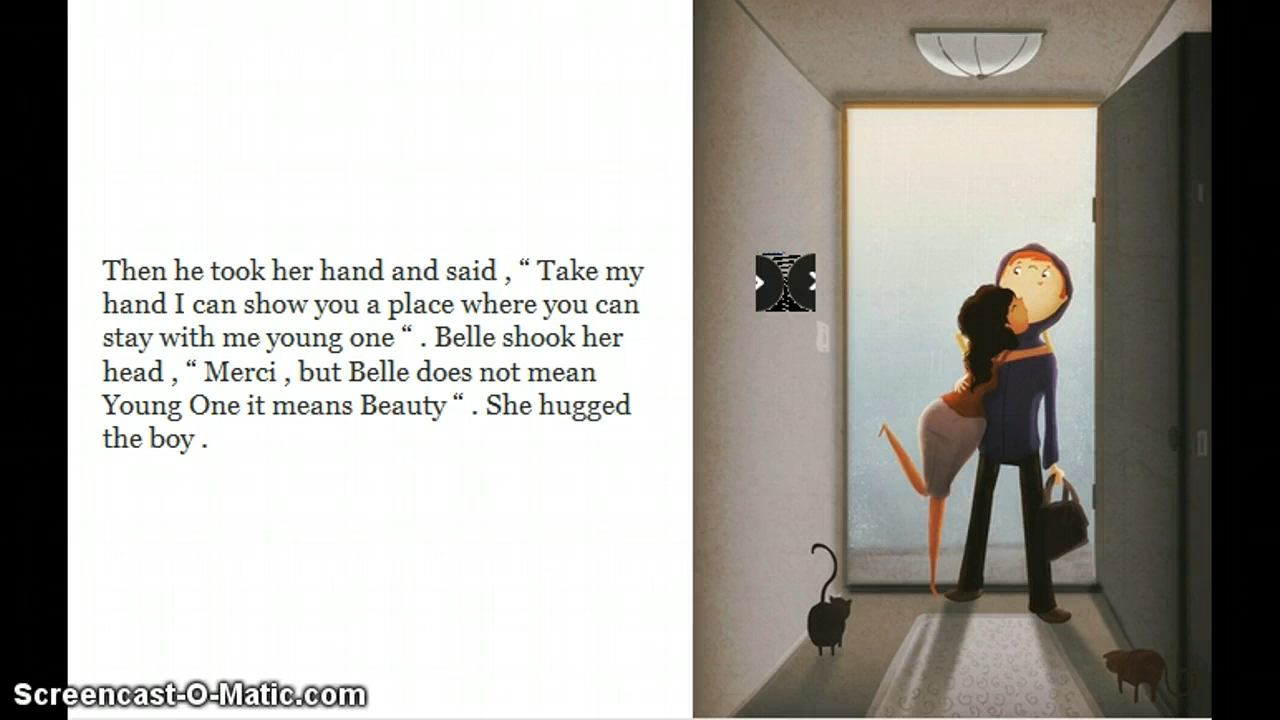 Then he took her hand and said , “ Take my
hand I can show you a place where you can
stay with me young one “ . Belle shook her
head , “ Merci , but Belle does not mean
Young One it means Beauty “ . She hugged
the boy .
Screencast-O-Matic.com